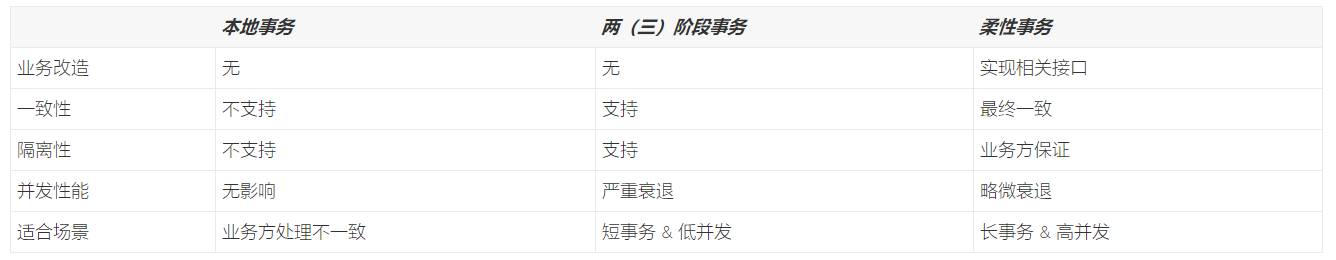 本地事务 两（三）阶段事务 柔性事务
业务改造 无 无 实现相关接口
一致性 不支持 支持 最终一致
隔离性 不支持 支持 业务方保证
并发性能 无影响 严重衰退 略微衰退
适合场景 业务方处理不一致 短事务 & 低并发 长事务 & 高并发